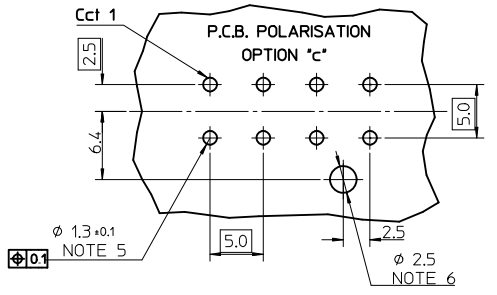 Cct 1
P.C.B. POLARISATION
OPTION "c"
2.5
5.0
6.4
2.5
5.0
Ø 1.3 ±0.1
NOTE 5
Ø 2.5
NOTE 6
⌖ 0.1